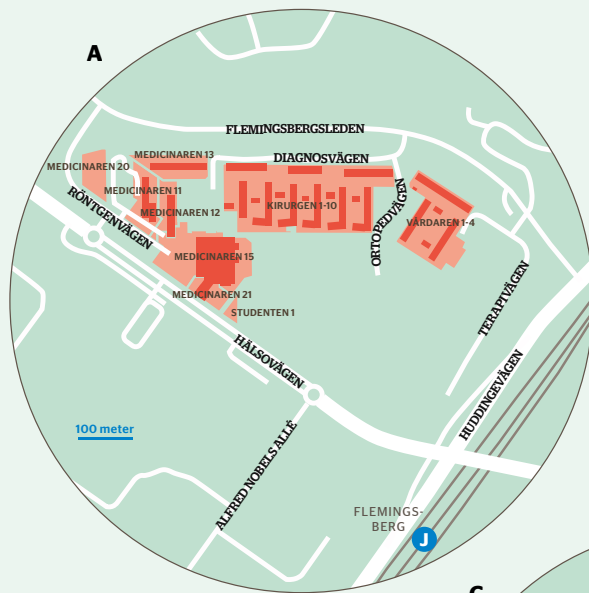 A
FLEMINGSBERGSLEDEN
MEDICINAREN 13
DIAGNOSVÄGEN
MEDICINAREN 20
MEDICINAREN 11
RÖNTGENVÄGEN
MEDICINAREN 12
KIRURGEN 1-10
ORTOPEDVÄGEN
VÅRDAREN 1-4
MEDICINAREN 15
MEDICINAREN 21
STUDENTEN 1
TERAPIVÄGEN
HÄLSOVÄGEN
HUDDINGEVÄGEN
100 meter
ALFRED NOBELS ALLÉ
FLEMINGS-
BERG
J